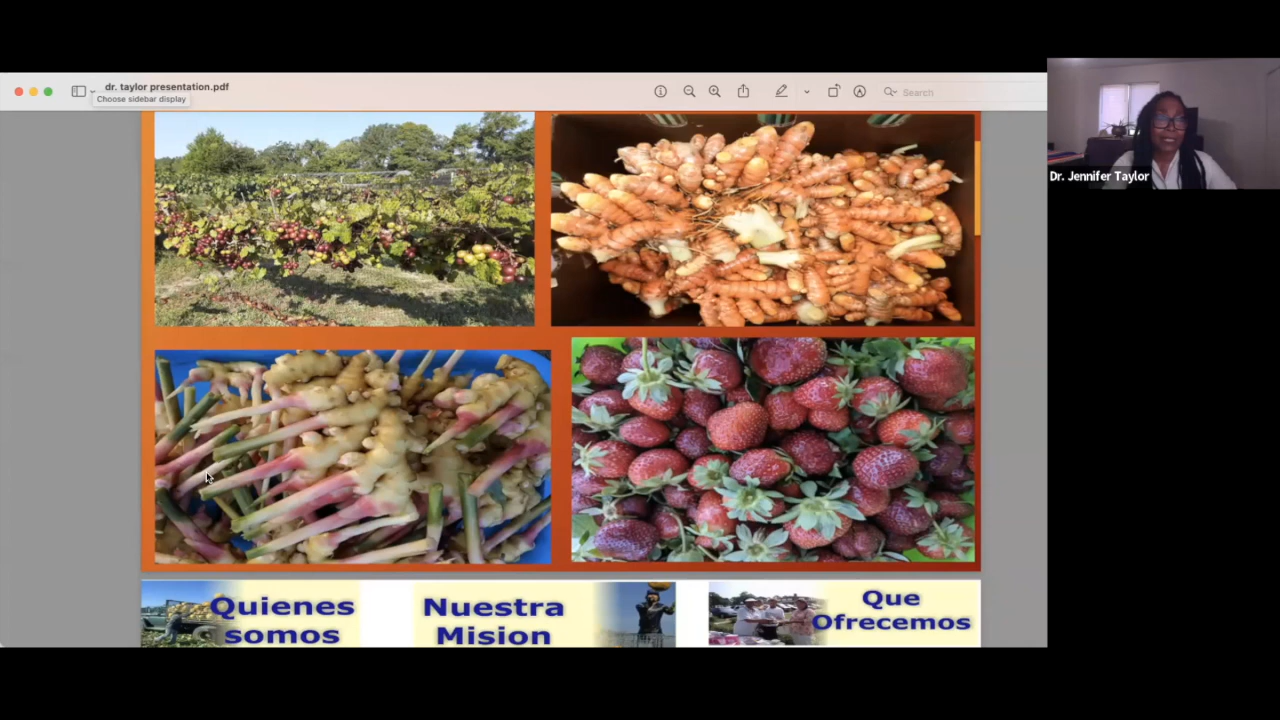 dr. taylor presentation.pdf
Choose sidebar display
Search
Dr. Jennifer Taylor
Quienes
somos
Nuestra
Mision
Que
Ofrecemos